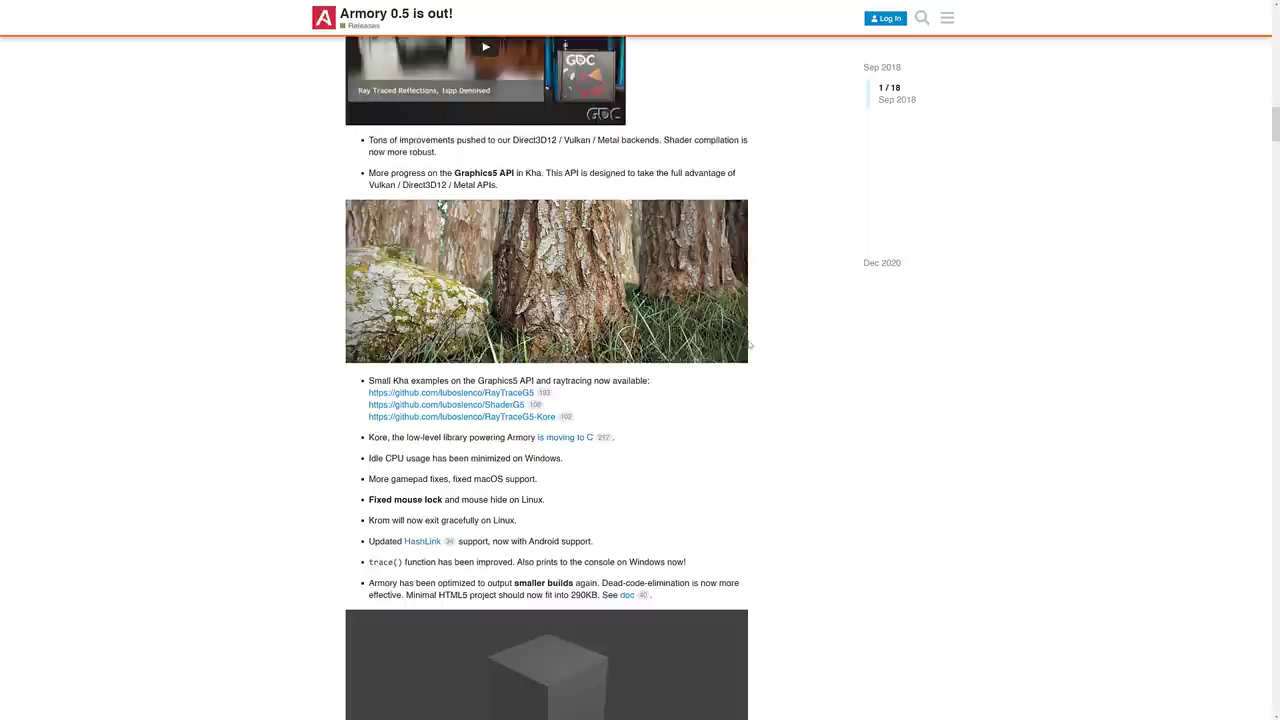 Armory 0.5 is out!
Releases
Log In
Sep 2018
1 / 18
Sep 2018
Dec 2020
GDC
Ray Traced Reflections, 1spp Denoised
GDC
• Tons of improvements pushed to our Direct3D12 / Vulkan / Metal backends. Shader compilation is
now more robust.
• More progress on the Graphics5 API in Kha. This API is designed to take the full advantage of
Vulkan / Direct3D12 / Metal APIs.
• Small Kha examples on the Graphics5 API and raytracing now available:
https://github.com/luboslenco/RayTraceG5 193
https://github.com/luboslenco/ShaderG5 108
https://github.com/luboslenco/RayTraceG5-Kore 102
• Kore, the low-level library powering Armory is moving to C 217.
• Idle CPU usage has been minimized on Windows.
• More gamepad fixes, fixed macOS support.
• Fixed mouse lock and mouse hide on Linux.
• Krom will now exit gracefully on Linux.
• Updated HashLink support, now with Android support.
• trace() function has been improved. Also prints to the console on Windows now!
• Armory has been optimized to output smaller builds again. Dead-code-elimination is now more
effective. Minimal HTML5 project should now fit into 290KB. See doc 40.